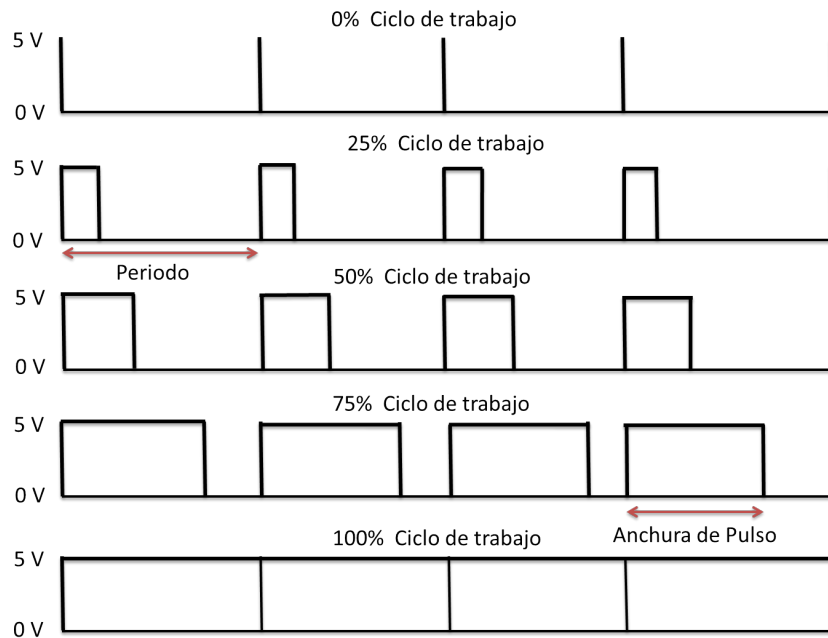 0% Ciclo de trabajo
5 V
0 V
25% Ciclo de trabajo
5 V
0 V
Periodo
50% Ciclo de trabajo
5 V
0 V
75% Ciclo de trabajo
5 V
0 V
Anchura de Pulso
100% Ciclo de trabajo
5 V
0 V